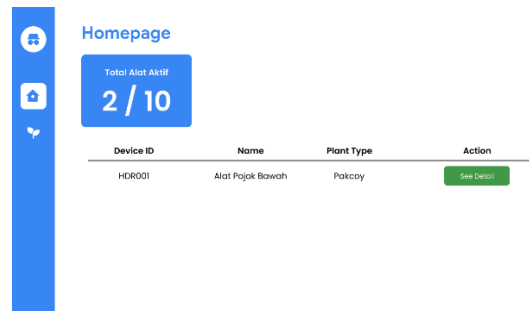 Homepage
Total Alat Aktif
2 / 10
Device ID Name Plant Type Action
HDR001 Alat Pojok Bawah Pakcoy See Detail